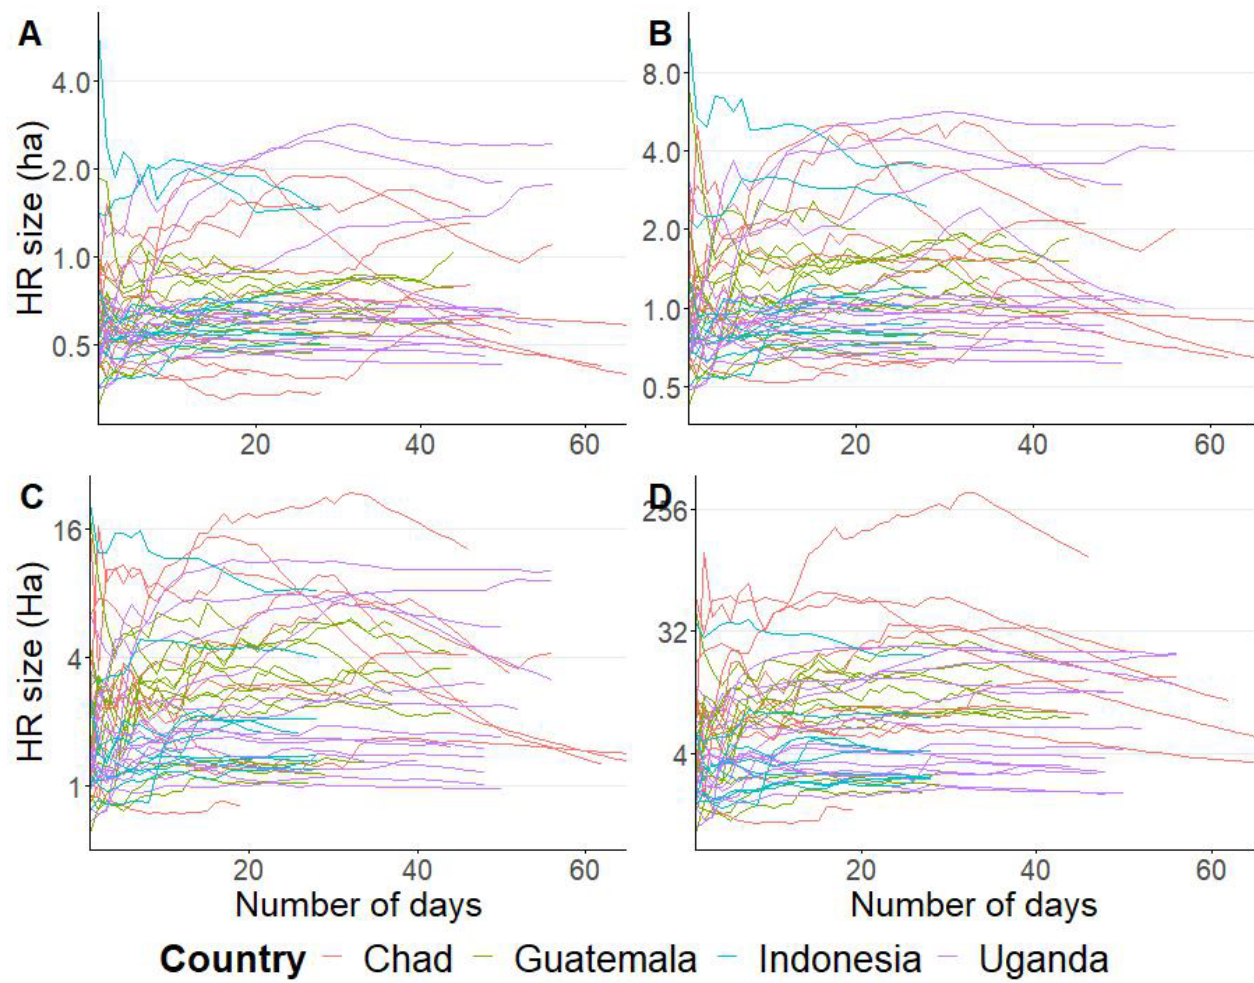 A
HR size (ha)
4.0
2.0
1.0
0.5
20 40 60
B
8.0
4.0
2.0
1.0
0.5
20 40 60
C
HR size (Ha)
16
4
1
20 40 60
Number of days
D
256
32
4
20 40 60
Number of days
Country Chad Guatemala Indonesia Uganda